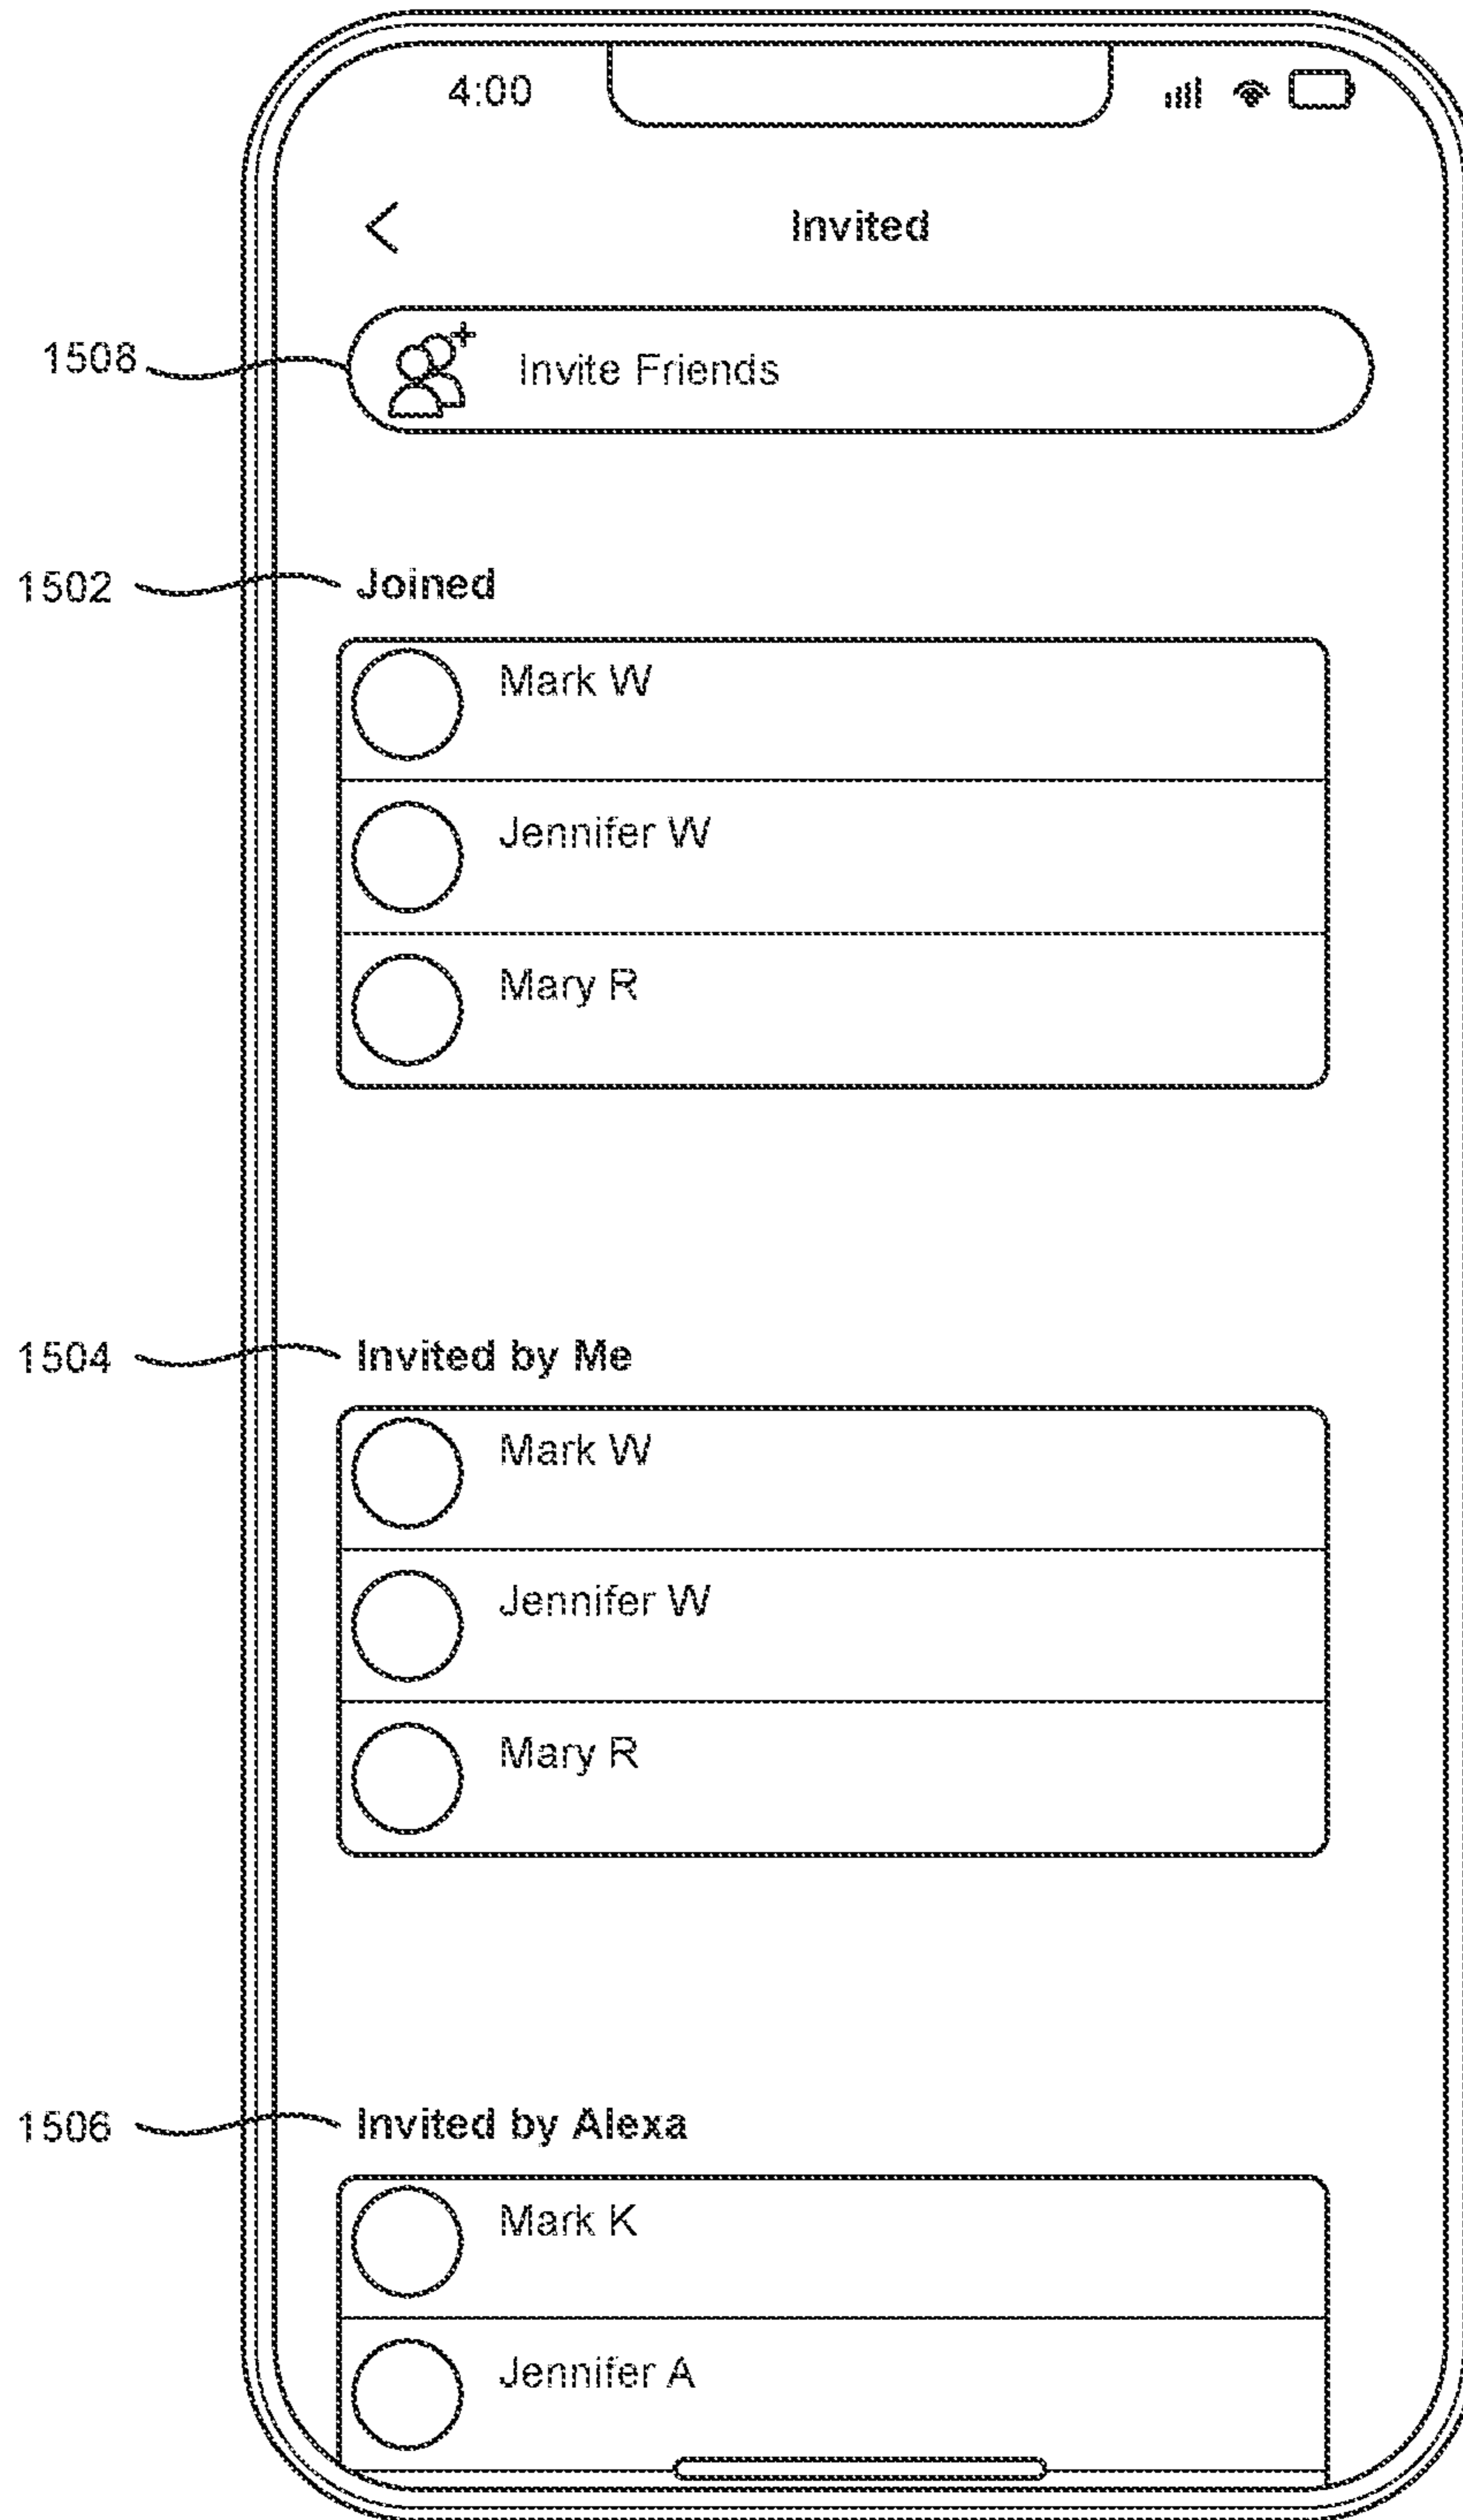 4:00
Invited
1508
Invite Friends
1502
Joined
Mark W
Jennifer W
Mary R
1504
Invited by Me
Mark W
Jennifer W
Mary R
1506
Invited by Alexa
Mark K
Jennifer A